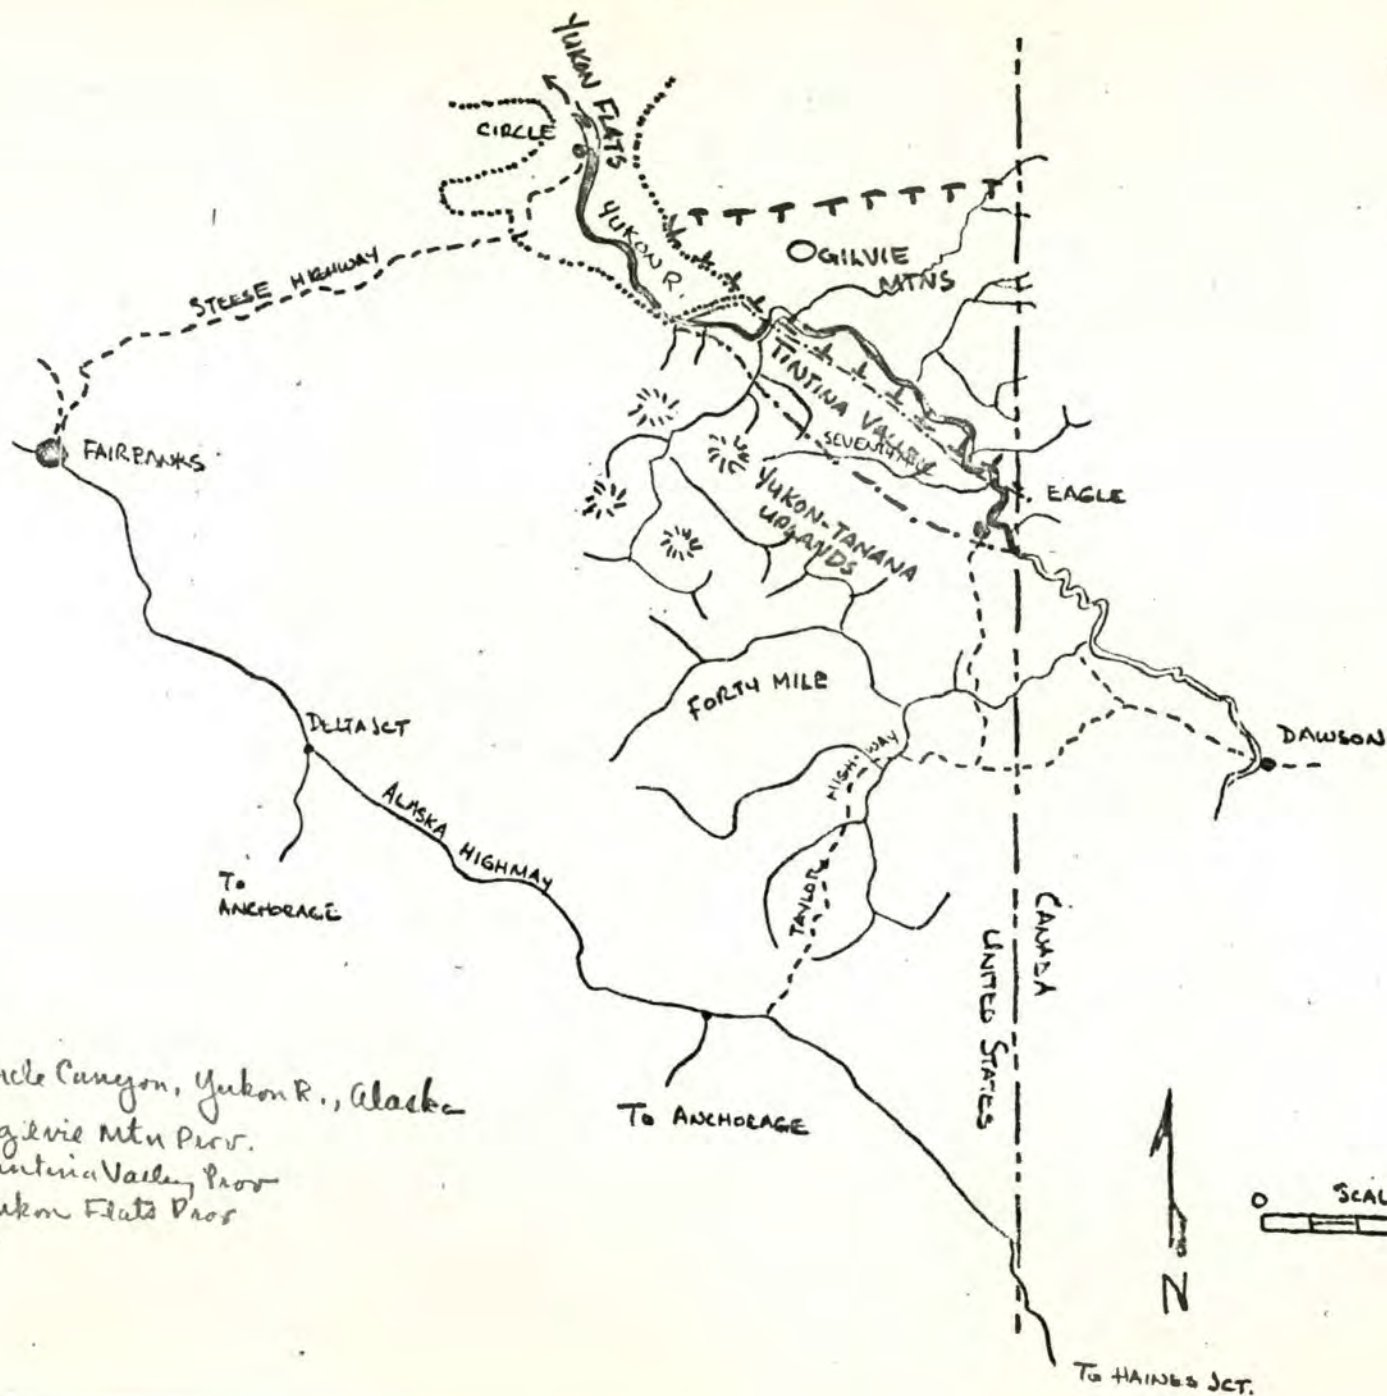 YUKON FLATS
CIRCLE
YUKON R.
OGILVIE
MTNS
STEESE HIGHWAY
TINTINA VALLEY
FAIRBANKS
EAGLE
YUKON-TANANA
UPLANDS
FORTY MILE
DELTA JCT
DAWSON
HIGHWAY
TAYLOR
ALASKA HIGHWAY
To
ANCHORAGE
CANADA
UNITED STATES
Canyon, Yukon R., Alaska
Mtn Prov.
Valley Prov
Flats Prov
To ANCHORAGE
N
0
To HAINES JCT.